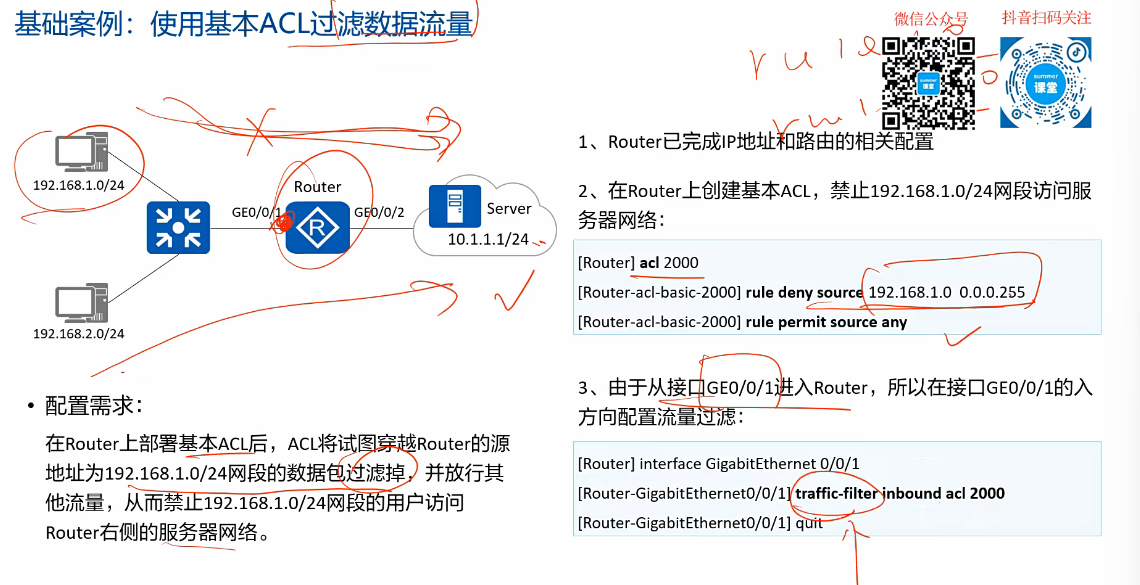 基础案例：使用基本ACL过滤数据流量
微信公众号
抖音扫码关注
summer
课堂
summer
课堂
rule
192.168.1.0/24
Router
GE0/0/1
GE0/0/2
R
Server
10.1.1.1/24
192.168.2.0/24
• 配置需求：
在Router上部署基本ACL后，ACL将试图穿越Router的源
地址为192.168.1.0/24网段的数据包过滤掉，并放行其
他流量，从而禁止192.168.1.0/24网段的用户访问
Router右侧的服务器网络。
1、Router已完成IP地址和路由的相关配置
2、在Router上创建基本ACL，禁止192.168.1.0/24网段访问服
务器网络：
[Router] acl 2000
[Router-acl-basic-2000] rule deny source 192.168.1.0 0.0.0.255
[Router-acl-basic-2000] rule permit source any
3、由于从接口GE0/0/1进入Router，所以在接口GE0/0/1的入
方向配置流量过滤：
[Router] interface GigabitEthernet 0/0/1
[Router-GigabitEthernet0/0/1] traffic-filter inbound acl 2000
[Router-GigabitEthernet0/0/1] quit